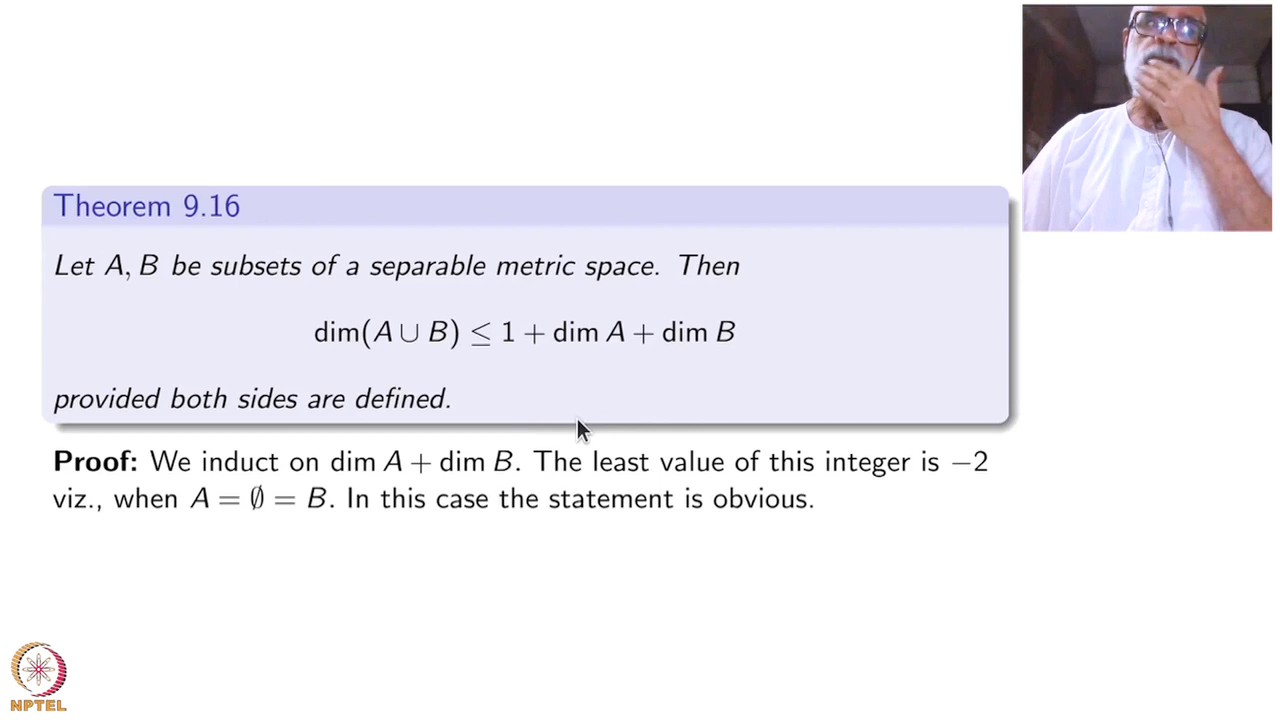 Theorem 9.16
Let A, B be subsets of a separable metric space. Then
dim(A ∪ B) ≤ 1 + dim A + dim B
provided both sides are defined.
Proof: We induct on dim A + dim B. The least value of this integer is −2
viz., when A = ∅ = B. In this case the statement is obvious.
NPTEL